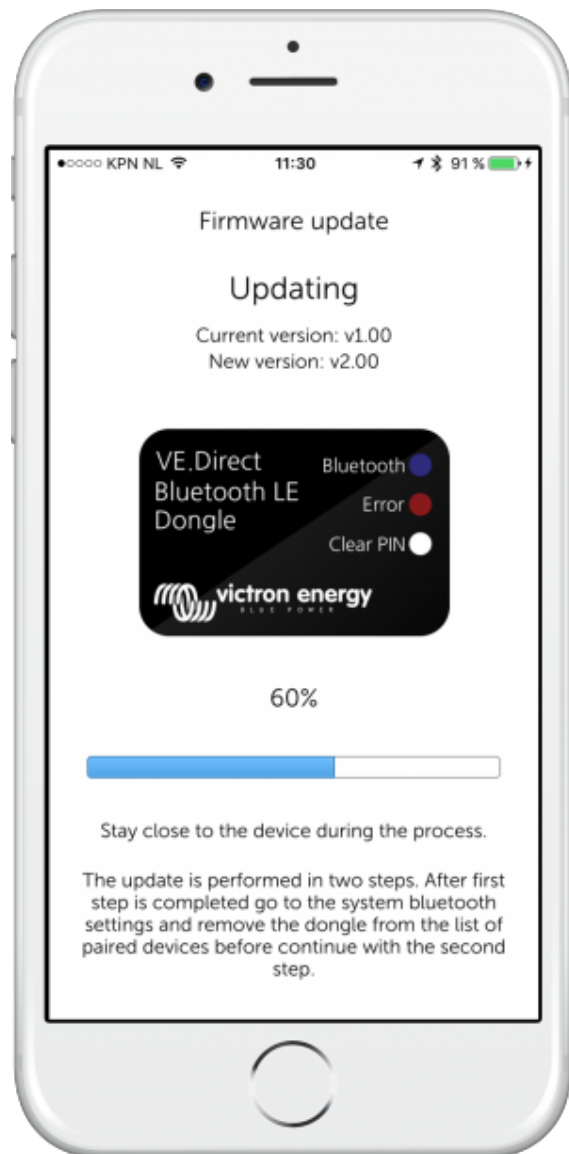 KPN NL 11:30 91 %
Firmware update
Updating
Current version: v1.00
New version: v2.00
VE.Direct
Bluetooth LE
Dongle
Bluetooth
Error
Clear PIN
victron energy
BLUE POWER
60%
Stay close to the device during the process.
The update is performed in two steps. After first
step is completed go to the system bluetooth
settings and remove the dongle from the list of
paired devices before continue with the second
step.